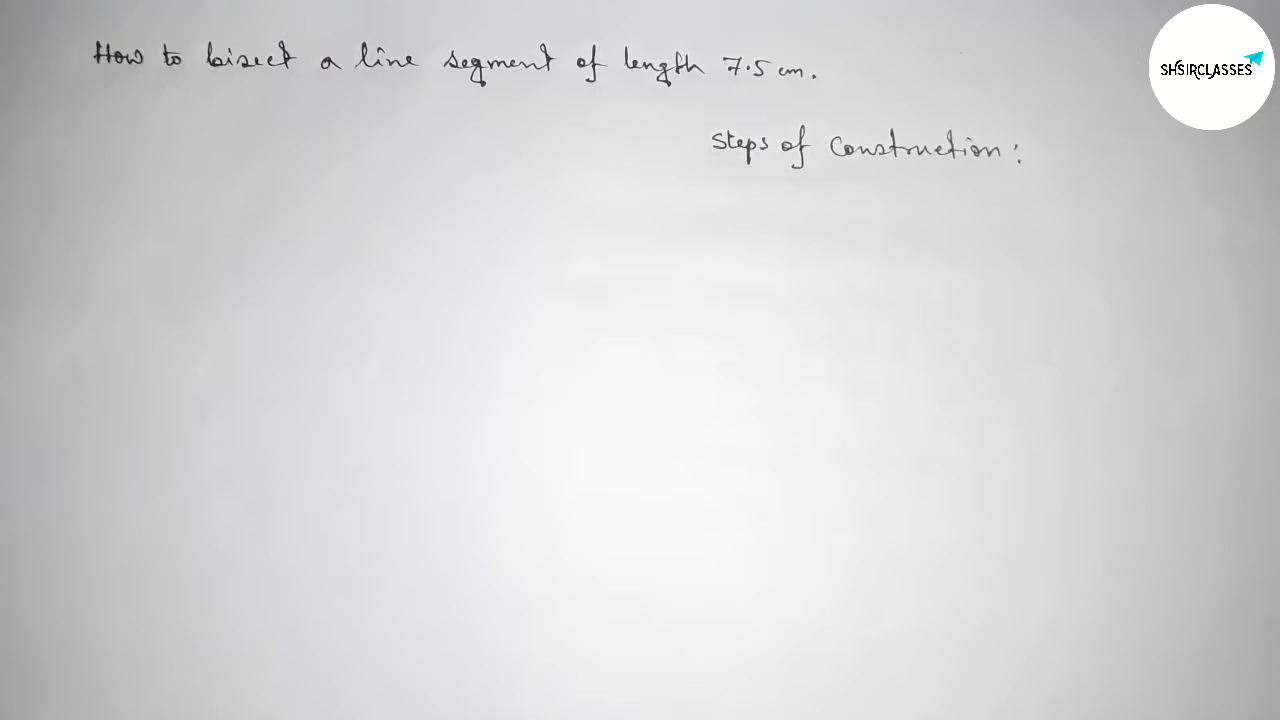 How to bisect a line segment of length 7.5 cm.
Steps of Construction:
SHSIRCLASSES